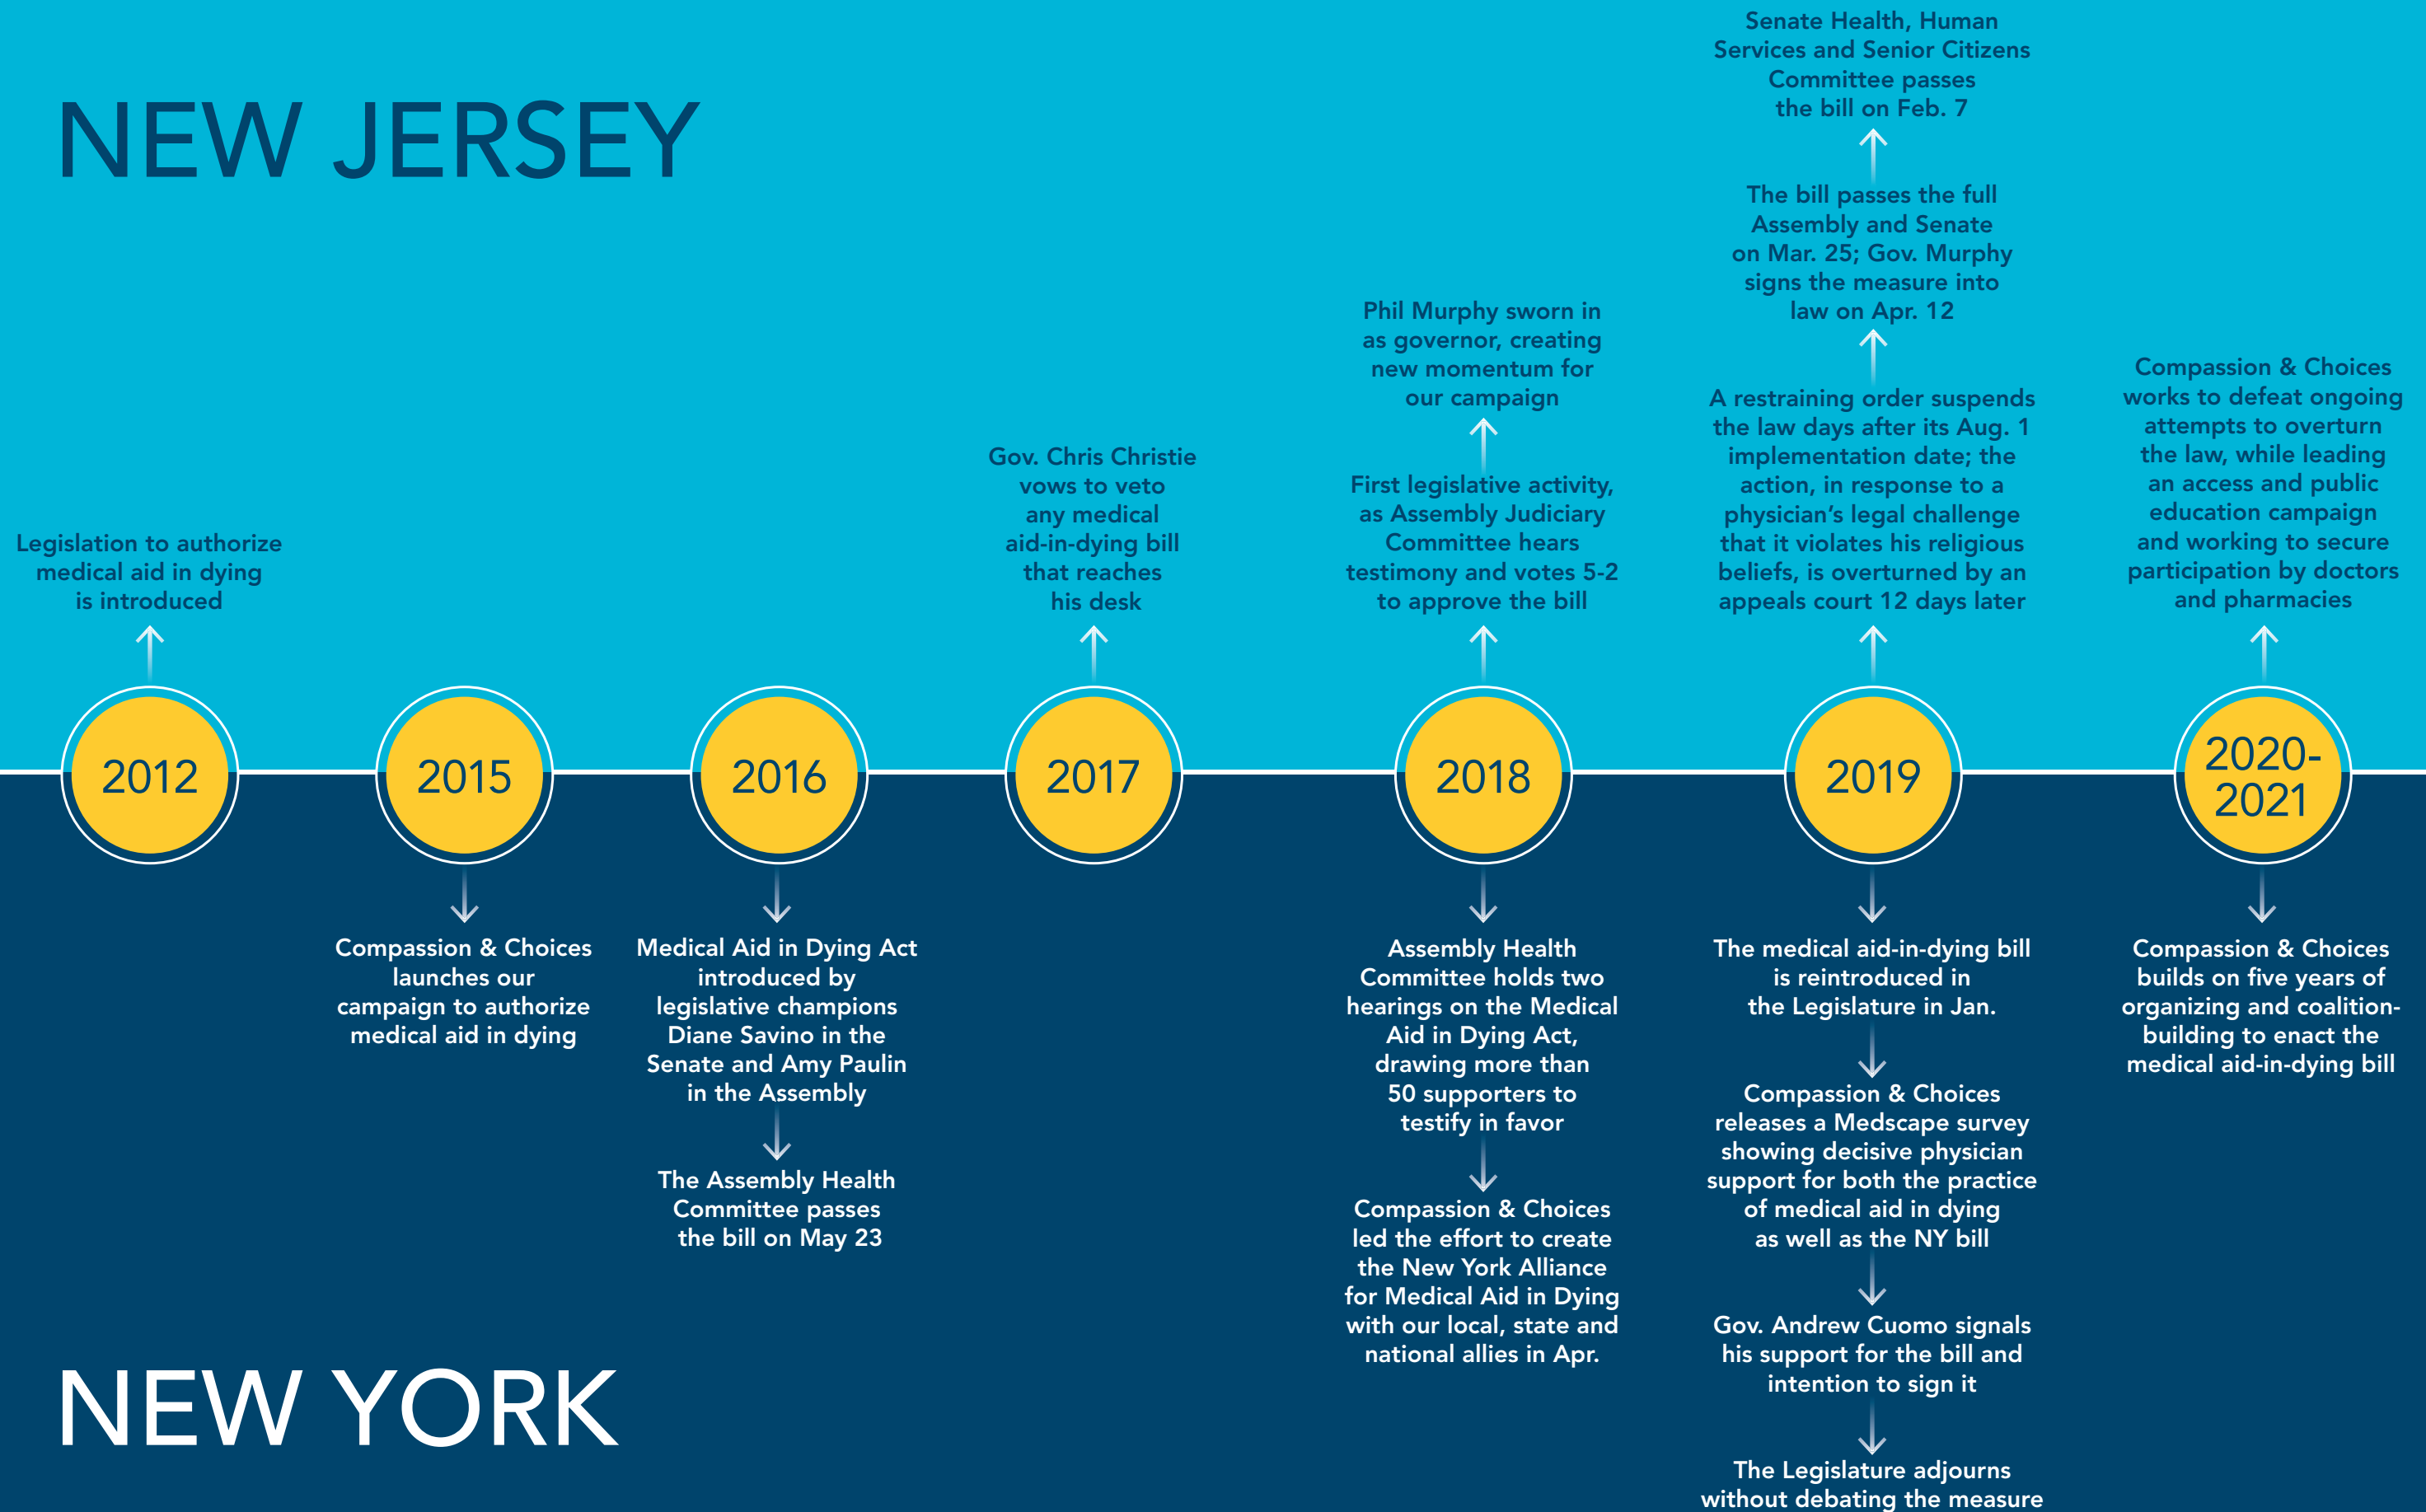 NEW JERSEY
Legislation to authorize
medical aid in dying
is introduced
Gov. Chris Christie
vows to veto
any medical
aid-in-dying bill
that reaches
his desk
Phil Murphy sworn in
as governor, creating
new momentum for
our campaign
First legislative activity,
as Assembly Judiciary
Committee hears
testimony and votes 5-2
to approve the bill
Senate Health, Human
Services and Senior Citizens
Committee passes
the bill on Feb. 7
The bill passes the full
Assembly and Senate
on Mar. 25; Gov. Murphy
signs the measure into
law on Apr. 12
A restraining order suspends
the law days after its Aug. 1
implementation date; the
action, in response to a
physician’s legal challenge
that it violates his religious
beliefs, is overturned by an
appeals court 12 days later
Compassion & Choices
works to defeat ongoing
attempts to overturn
the law, while leading
an access and public
education campaign
and working to secure
participation by doctors
and pharmacies
2012
2015
2016
2017
2018
2019
2020-
2021
Compassion & Choices
launches our
campaign to authorize
medical aid in dying
Medical Aid in Dying Act
introduced by
legislative champions
Diane Savino in the
Senate and Amy Paulin
in the Assembly
The Assembly Health
Committee passes
the bill on May 23
Assembly Health
Committee holds two
hearings on the Medical
Aid in Dying Act,
drawing more than
50 supporters to
testify in favor
Compassion & Choices
led the effort to create
the New York Alliance
for Medical Aid in Dying
with our local, state and
national allies in Apr.
The medical aid-in-dying bill
is reintroduced in
the Legislature in Jan.
Compassion & Choices
releases a Medscape survey
showing decisive physician
support for both the practice
of medical aid in dying
as well as the NY bill
Gov. Andrew Cuomo signals
his support for the bill and
intention to sign it
The Legislature adjourns
without debating the measure
Compassion & Choices
builds on five years of
organizing and coalition-
building to enact the
medical aid-in-dying bill
NEW YORK